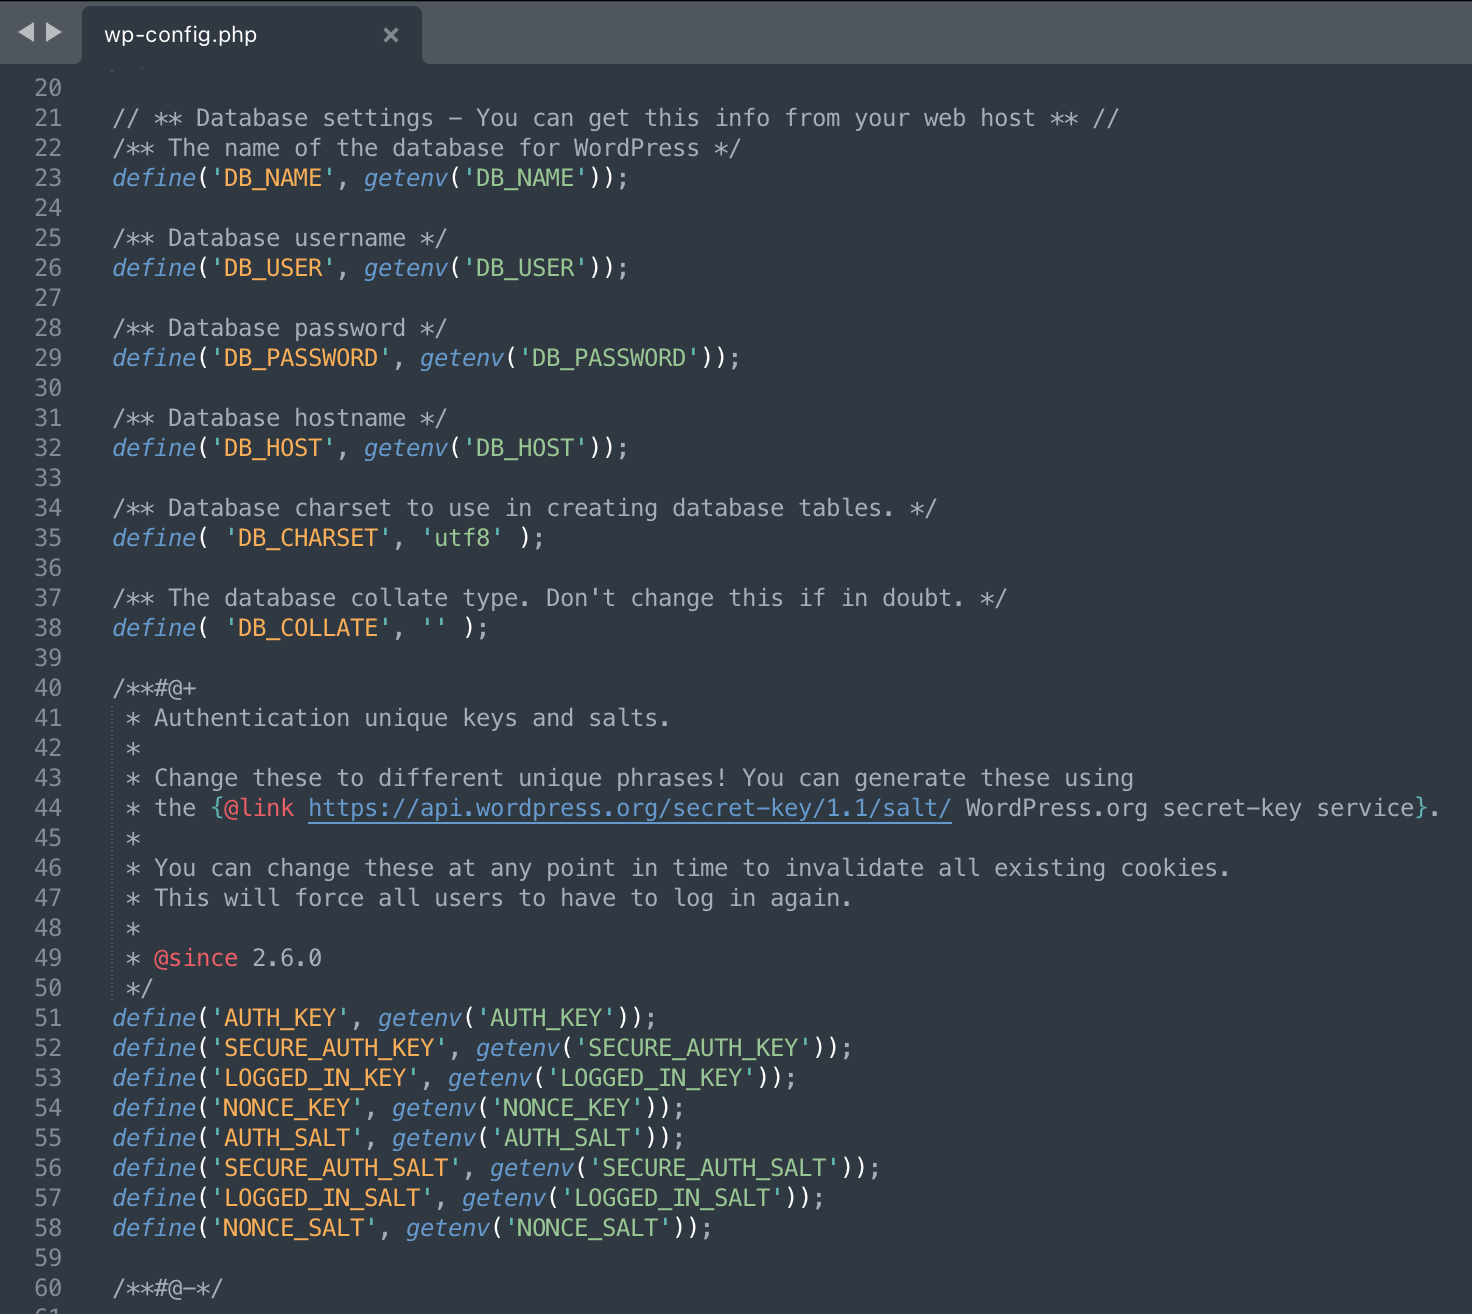 wp-config.php ×
20
21 // ** Database settings - You can get this info from your web host ** //
22 /** The name of the database for WordPress */
23 define('DB_NAME', getenv('DB_NAME'));
24
25 /** Database username */
26 define('DB_USER', getenv('DB_USER'));
27
28 /** Database password */
29 define('DB_PASSWORD', getenv('DB_PASSWORD'));
30
31 /** Database hostname */
32 define('DB_HOST', getenv('DB_HOST'));
33
34 /** Database charset to use in creating database tables. */
35 define( 'DB_CHARSET', 'utf8' );
36
37 /** The database collate type. Don't change this if in doubt. */
38 define( 'DB_COLLATE', '' );
39
40 /**#@+
41 * Authentication unique keys and salts.
42 *
43 * Change these to different unique phrases! You can generate these using
44 * the {@link https://api.wordpress.org/secret-key/1.1/salt/ WordPress.org secret-key service}.
45 *
46 * You can change these at any point in time to invalidate all existing cookies.
47 * This will force all users to have to log in again.
48 *
49 * @since 2.6.0
50 */
51 define('AUTH_KEY', getenv('AUTH_KEY'));
52 define('SECURE_AUTH_KEY', getenv('SECURE_AUTH_KEY'));
53 define('LOGGED_IN_KEY', getenv('LOGGED_IN_KEY'));
54 define('NONCE_KEY', getenv('NONCE_KEY'));
55 define('AUTH_SALT', getenv('AUTH_SALT'));
56 define('SECURE_AUTH_SALT', getenv('SECURE_AUTH_SALT'));
57 define('LOGGED_IN_SALT', getenv('LOGGED_IN_SALT'));
58 define('NONCE_SALT', getenv('NONCE_SALT'));
59
60 /**#@-*/
61